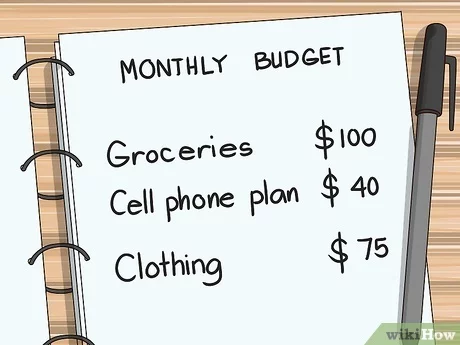 MONTHLY BUDGET
Groceries $100
Cell phone plan $ 40
Clothing $ 75
wikiHow